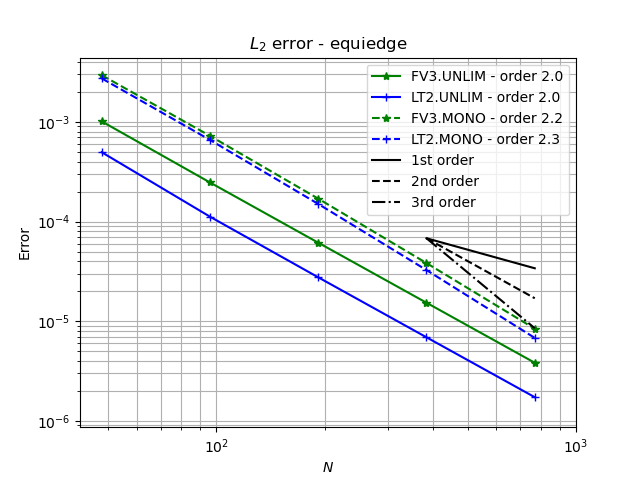 L₂ error - equiedge
FV3.UNLIM - order 2.0
LT2.UNLIM - order 2.0
FV3.MONO - order 2.2
LT2.MONO - order 2.3
1st order
2nd order
3rd order
Error
10⁻³
10⁻⁴
10⁻⁵
10⁻⁶
10²
10³
N